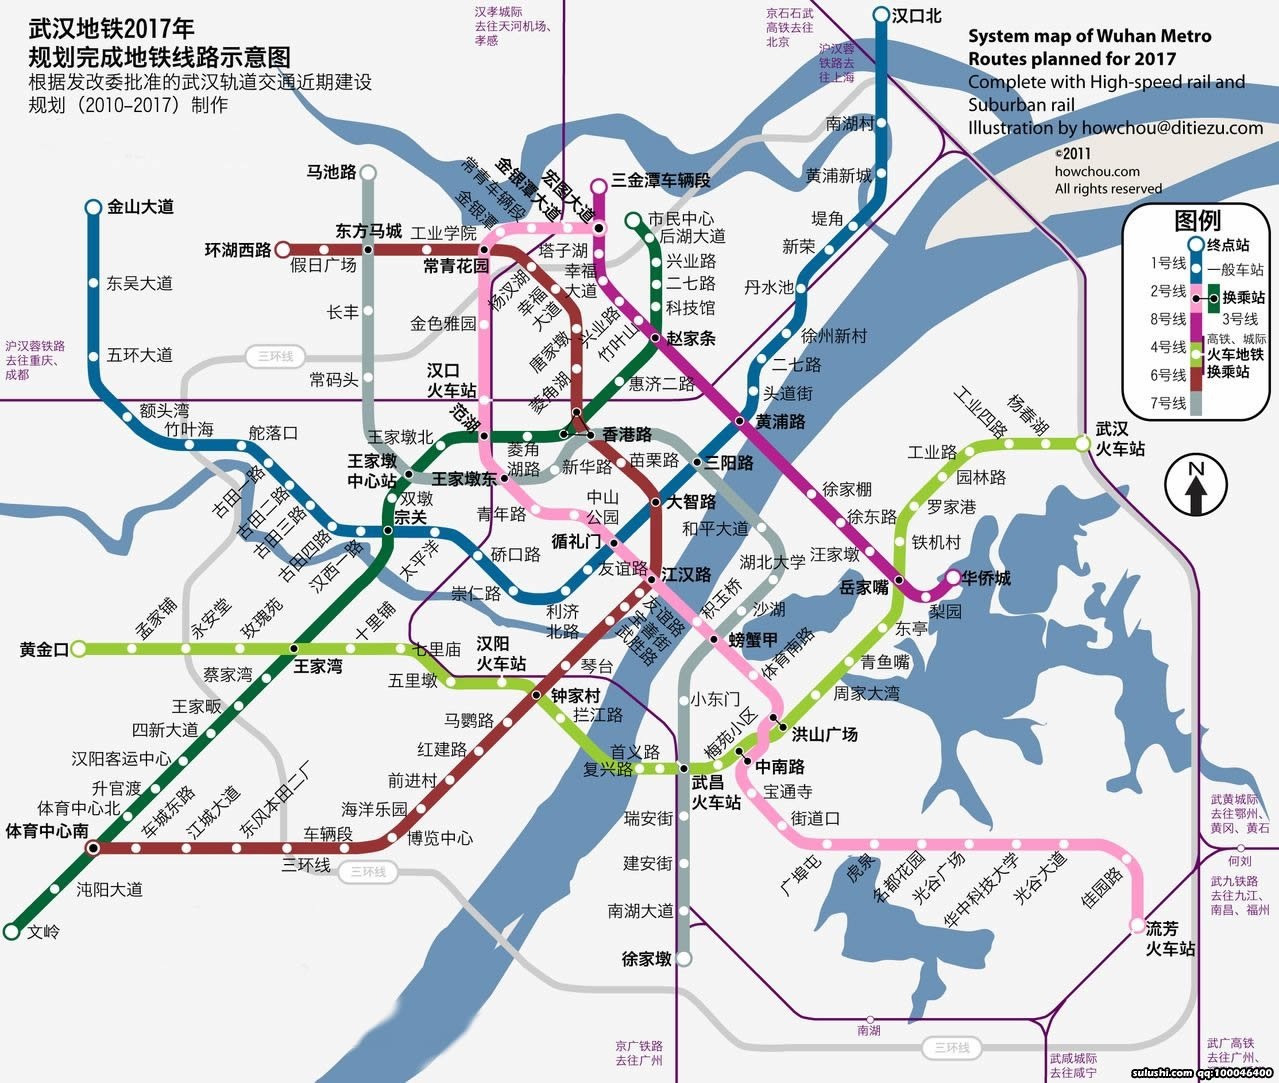 武汉地铁2017年
规划完成地铁线路示意图
根据发改委批准的武汉轨道交通近期建设
规划（2010-2017）制作
汉孝城际
去往天河机场、
孝感
京石石武
高铁去往
北京
沪汉蓉
铁路去
往上海
汉口北
System map of Wuhan Metro
Routes planned for 2017
Complete with High-speed rail and
Suburban rail
Illustration by howchou@ditiezu.com
©2011
howchou.com
All rights reserved
图例
终点站
1号线
一般车站
2号线
换乘站
8号线
3号线
高铁、城际
4号线
火车地铁
换乘站
6号线
7号线
N
南湖村
黄浦新城
堤角
新荣
丹水池
徐州新村
二七路
头道街
黄浦路
三阳路
大智路
循礼门
友谊路
利济
北路
崇仁路
硚口路
太平洋
宗关
汉西一路
古田四路
古田三路
古田二路
古田一路
舵落口
竹叶海
额头湾
五环大道
东吴大道
金山大道
沪汉蓉铁路
去往重庆、
成都
三环线
马池路
东方马城
环湖西路
假日广场
工业学院
常青花园
长丰
常码头
金银潭
常青车辆段
金银潭
大道
宏图大道
三金潭车辆段
市民中心
后湖大道
兴业路
二七路
科技馆
赵家条
惠济二路
塔子湖
幸福
大道
兴业路
竹叶山
杨汊湖
幸福
大道
唐家墩
菱角湖
金色雅园
汉口
火车站
范湖
王家墩北
菱角
湖路
香港路
王家墩
中心站
王家墩东
双墩
新华路
苗栗路
青年路
中山
公园
江汉路
和平大道
湖北大学
沙湖
积玉桥
螃蟹甲
友谊路
宝善街
武胜路
体育南路
小东门
徐家棚
徐东路
汪家墩
岳家嘴
华侨城
梨园
铁机村
罗家港
园林路
工业路
工业四路
杨春湖
武汉
火车站
东亭
青鱼嘴
周家大湾
洪山广场
中南路
梅苑小区
武昌
火车站
首义路
复兴路
拦江路
钟家村
汉阳
火车站
琴台
五里墩
七里庙
十里铺
王家湾
玫瑰苑
永安堂
孟家铺
黄金口
蔡家湾
王家畈
四新大道
汉阳客运中心
升官渡
体育中心北
体育中心南
沌阳大道
文岭
车城东路
江城大道
东风本田二厂
车辆段
三环线
三环线
博览中心
海洋乐园
前进村
红建路
马鹦路
瑞安街
建安街
南湖大道
徐家墩
宝通寺
街道口
广埠屯
虎泉
名都花园
光谷广场
华中科技大学
光谷大道
佳园路
流芳
火车站
武黄城际
去往鄂州、
黄冈、黄石
何刘
武九铁路
去往九江、
南昌、福州
南湖
三环线
京广铁路
去往广州
武咸城际
去往咸宁
武广高铁
去往广州、
sulushi.com qq:100046400